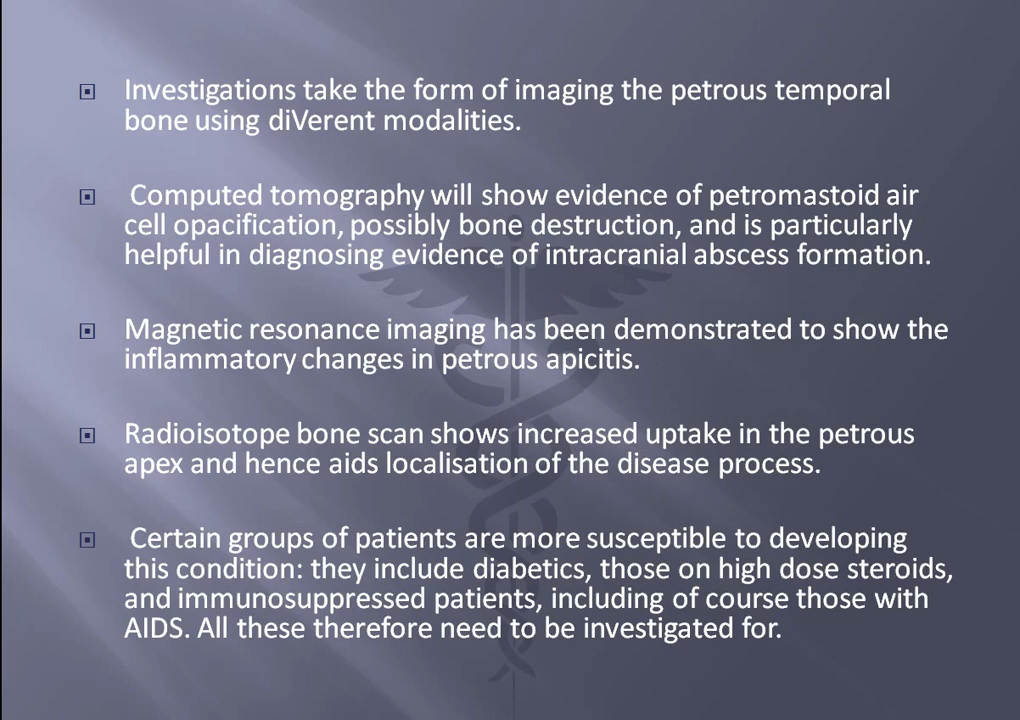 Investigations take the form of imaging the petrous temporal
bone using diVerent modalities.
Computed tomography will show evidence of petromastoid air
cell opacification, possibly bone destruction, and is particularly
helpful in diagnosing evidence of intracranial abscess formation.
Magnetic resonance imaging has been demonstrated to show the
inflammatory changes in petrous apicitis.
Radioisotope bone scan shows increased uptake in the petrous
apex and hence aids localisation of the disease process.
Certain groups of patients are more susceptible to developing
this condition: they include diabetics, those on high dose steroids,
and immunosuppressed patients, including of course those with
AIDS. All these therefore need to be investigated for.